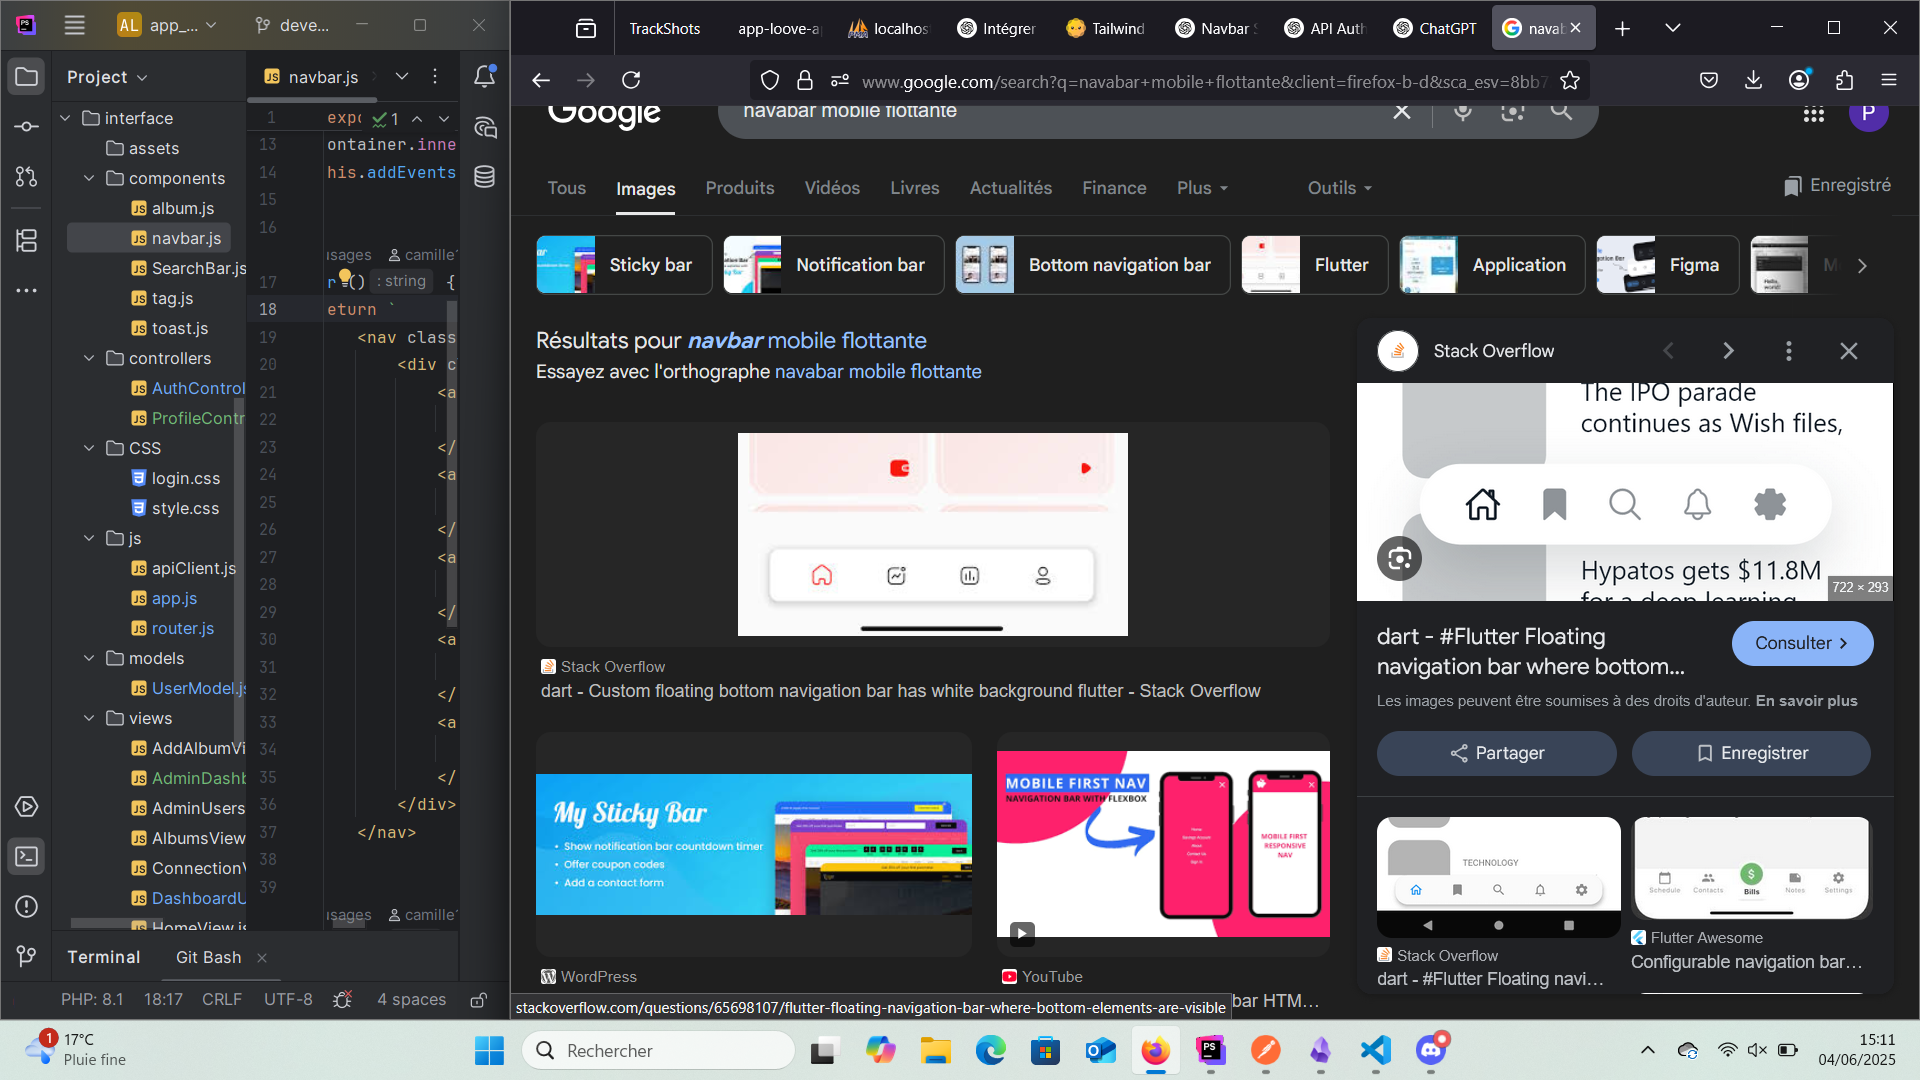 AL
app_...
deve...
Project
interface
assets
components
album.js
navbar.js
SearchBar.js
tag.js
toast.js
controllers
AuthControl
ProfileContr
CSS
login.css
style.css
js
apiClient.js
app.js
router.js
models
UserModel.js
views
AddAlbumVi
AdminDashb
AdminUsers
AlbumsView
ConnectionV
DashboardU
HomeView.js
navbar.js
1
expo
1
13
ontainer.inne
14
his.addEvents
15
16
usages
camille
17
r
()
: string
{
18
eturn `
19
<nav class
20
<div c
21
<a
22
23
</
24
<a
25
26
</
27
<a
28
29
</
30
<a
31
32
</
33
<a
34
35
</
36
</div>
37
</nav>
38
39
usages
camille
Terminal
Git Bash
PHP: 8.1
18:17
CRLF
UTF-8
4 spaces
TrackShots
app-loove-ap
localhos
Intégrer
Tailwind
Navbar S
API Auth
ChatGPT
navab
www.google.com/search?q=navabar+mobile+flottante&client=firefox-b-d&sca_esv=8bb7
Google
navabar mobile flottante
P
Tous
Images
Produits
Vidéos
Livres
Actualités
Finance
Plus
Outils
Enregistré
Sticky bar
Notification bar
Bottom navigation bar
Flutter
Application
Figma
Résultats pour navbar mobile flottante
Essayez avec l'orthographe navabar mobile flottante
Stack Overflow
dart - Custom floating bottom navigation bar has white background flutter - Stack Overflow
My Sticky Bar
• Show notification bar countdown timer
• Offer coupon codes
• Add a contact form
WordPress
MOBILE FIRST NAV
NAVIGATION BAR WITH FLEXBOX
MOBILE FIRST
RESPONSIVE
NAV
YouTube
bar HTM...
stackoverflow.com/questions/65698107/flutter-floating-navigation-bar-where-bottom-elements-are-visible
Stack Overflow
The IPO parade
continues as Wish files,
Hypatos gets $11.8M
for a deep learning
722 × 293
dart - #Flutter Floating
navigation bar where bottom...
Consulter
Les images peuvent être soumises à des droits d'auteur. En savoir plus
Partager
Enregistrer
TECHNOLOGY
Stack Overflow
dart - #Flutter Floating navi...
Schedule
Contacts
Bills
Notes
Settings
Flutter Awesome
Configurable navigation bar...
1
17°C
Pluie fine
Rechercher
15:11
04/06/2025